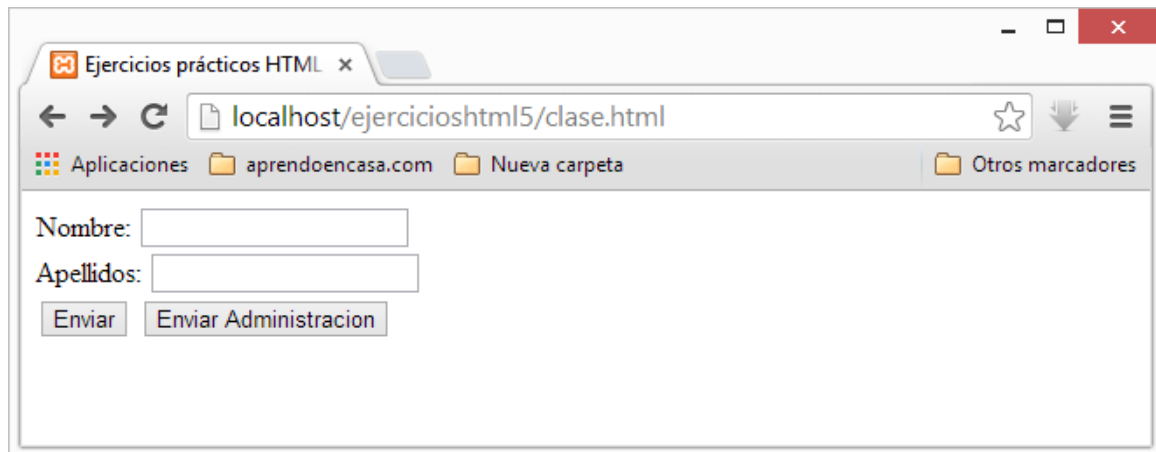 Ejercicios prácticos HTML
localhost/ejercicioshtml5/clase.html
Aplicaciones aprendoencasa.com Nueva carpeta Otros marcadores
Nombre:
Apellidos:
Enviar Enviar Administracion